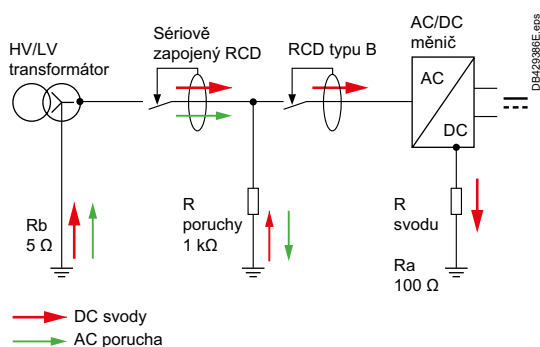 HV/LV
transformátor
Sériově
zapojený RCD
RCD typu B
AC/DC
měnič
DB429386E.eps
AC
DC
Rb
5 Ω
R
poruchy
1 kΩ
R
svodu
Ra
100 Ω
DC svody
AC porucha